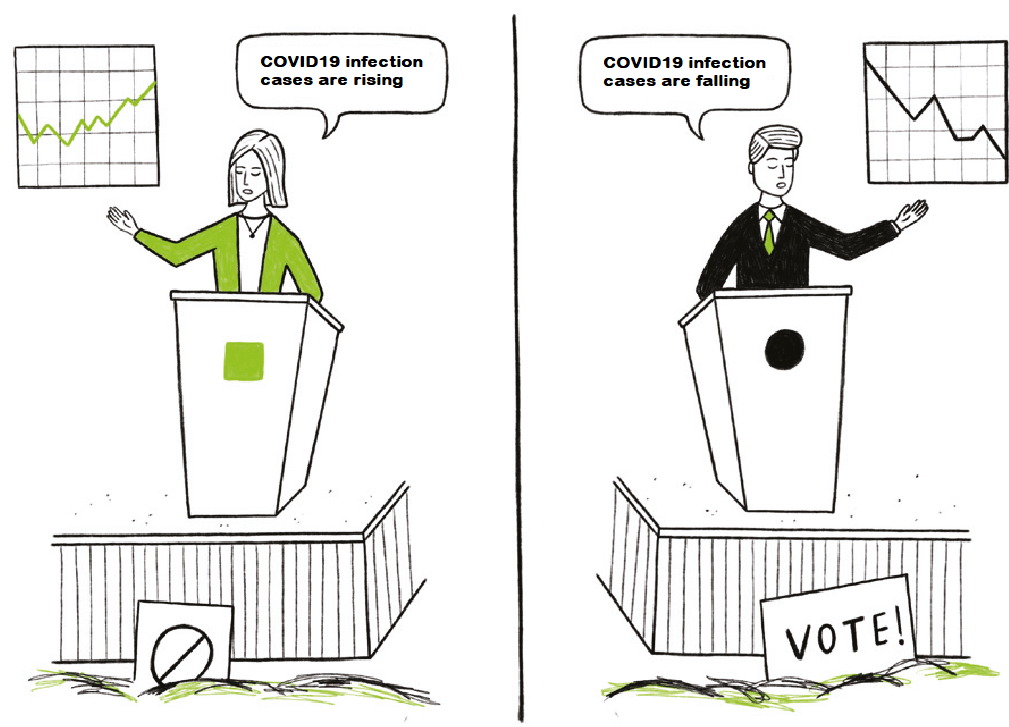 COVID19 infection
cases are rising
COVID19 infection
cases are falling
VOTE!